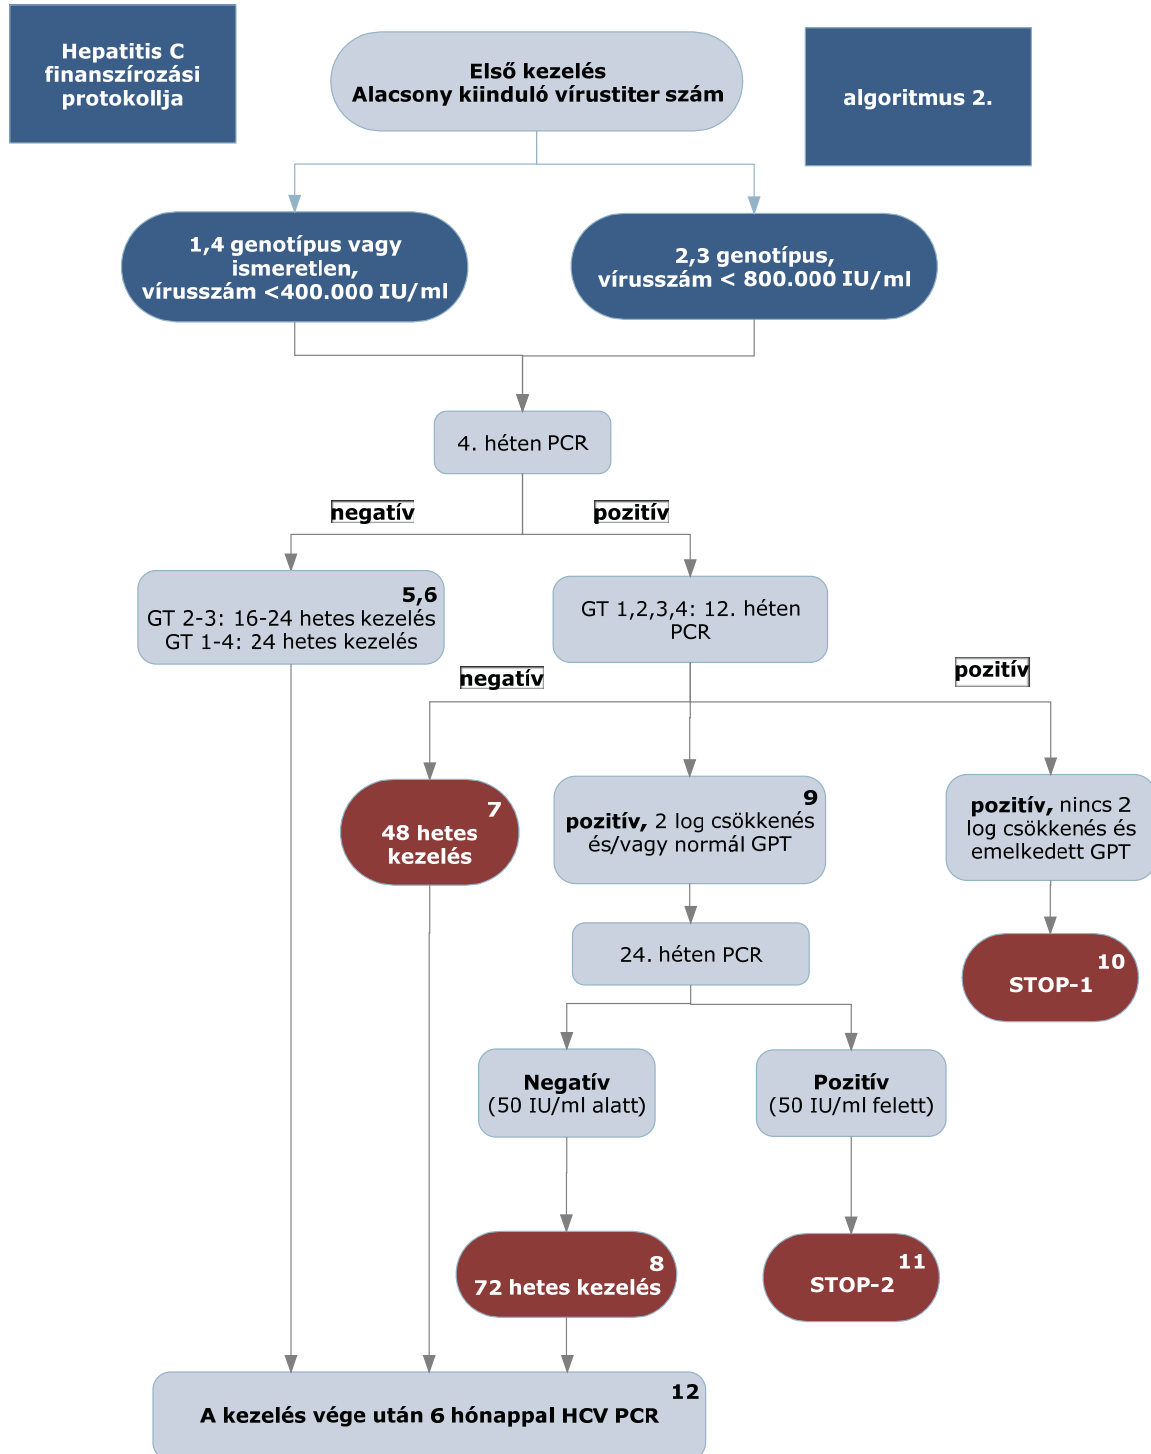 Hepatitis C
finanszírozási
protokollja
Első kezelés
Alacsony kiinduló vírustiter szám
algoritmus 2.
1,4 genotípus vagy
ismeretlen,
vírusszám <400.000 IU/ml
2,3 genotípus,
vírusszám < 800.000 IU/ml
4. héten PCR
negatív
pozitív
5,6
GT 2-3: 16-24 hetes kezelés
GT 1-4: 24 hetes kezelés
GT 1,2,3,4: 12. héten
PCR
negatív
pozitív
7
48 hetes
kezelés
9
pozitív, 2 log csökkenés
és/vagy normál GPT
pozitív, nincs 2
log csökkenés és
emelkedett GPT
24. héten PCR
10
STOP-1
Negatív
(50 IU/ml alatt)
Pozitív
(50 IU/ml felett)
8
72 hetes kezelés
11
STOP-2
12
A kezelés vége után 6 hónappal HCV PCR